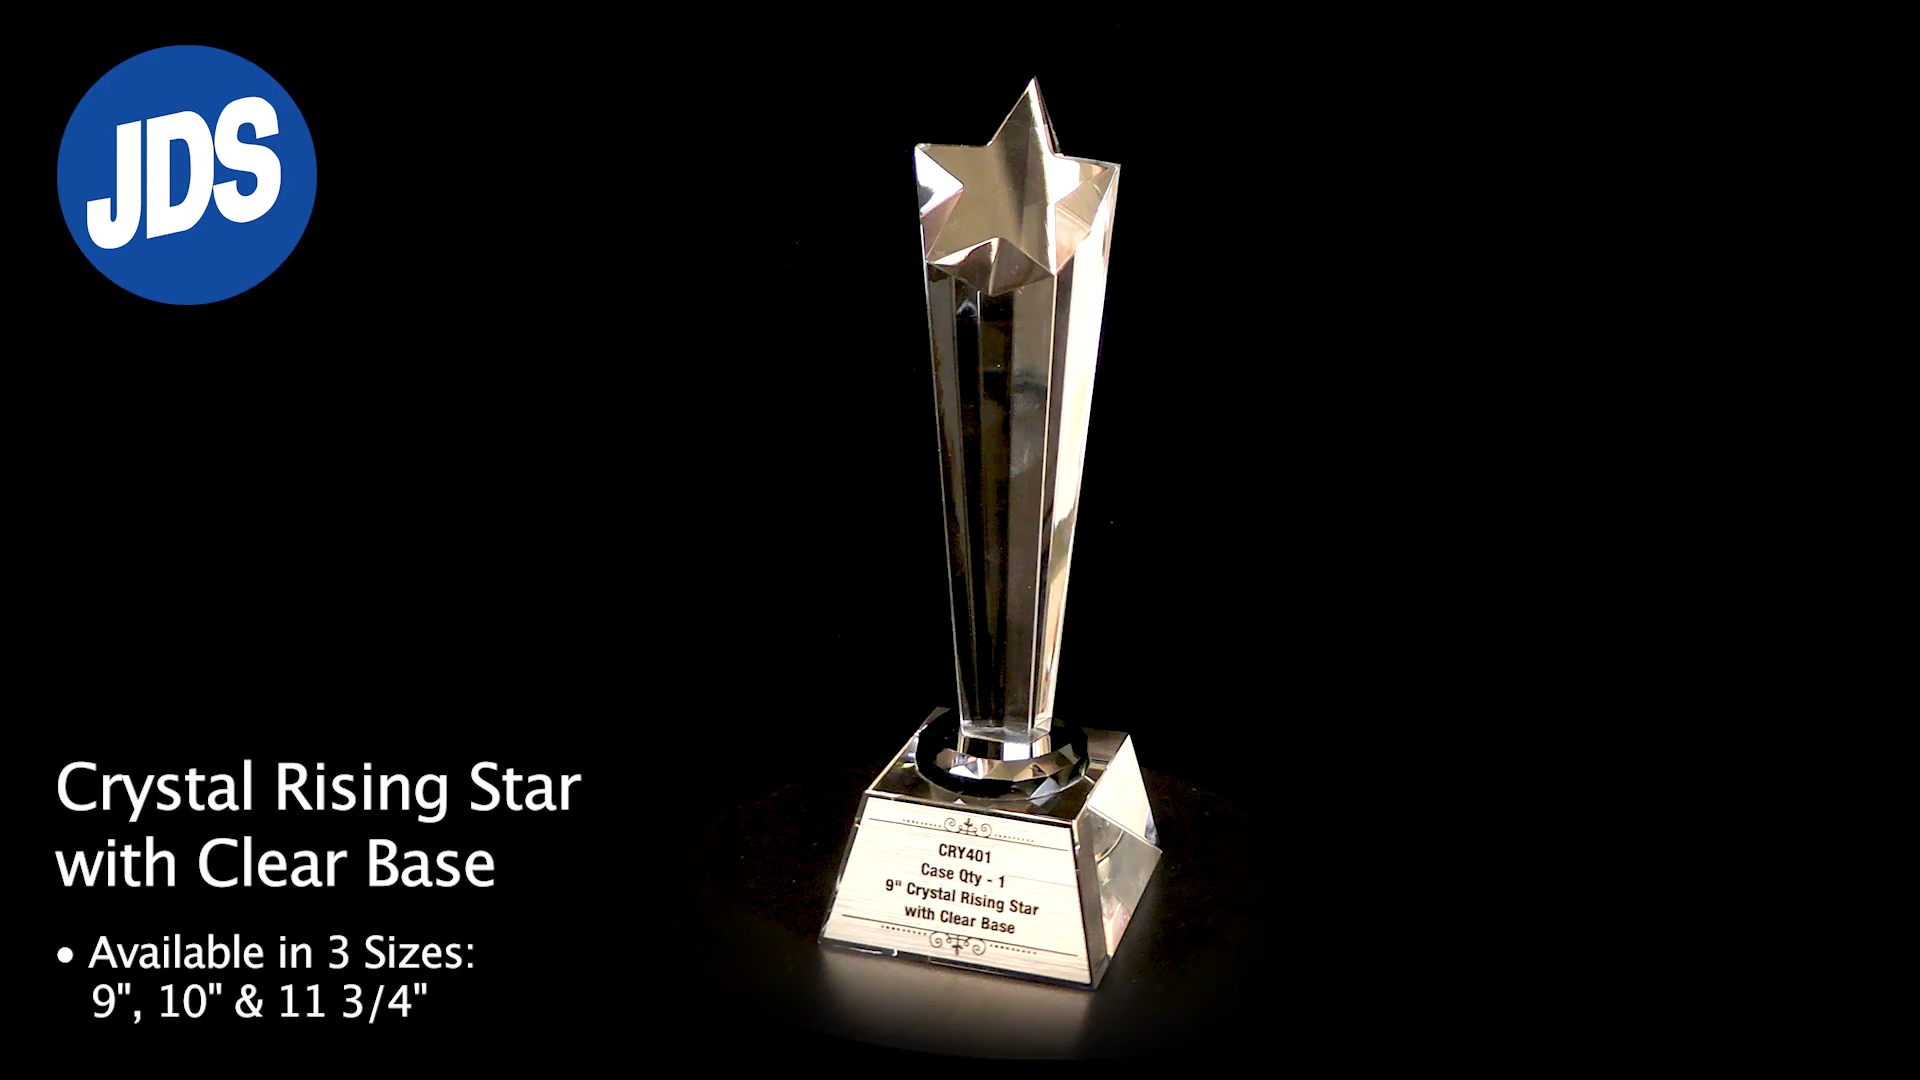 JDS
Crystal Rising Star
with Clear Base
• Available in 3 Sizes:
9", 10" & 11 3/4"
CRY401
Case Qty - 1
9" Crystal Rising Star
with Clear Base